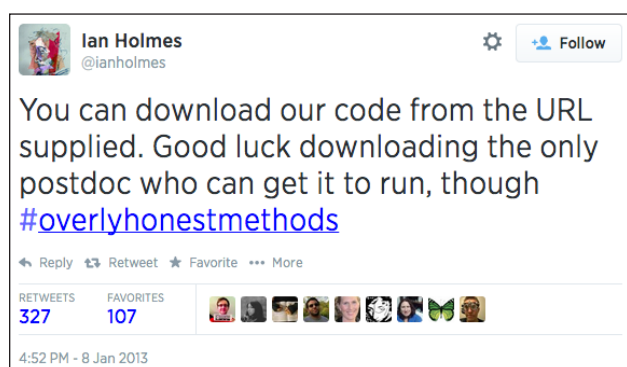 Ian Holmes
@ianholmes
Follow
You can download our code from the URL
supplied. Good luck downloading the only
postdoc who can get it to run, though
#overlyhonestmethods
Reply Retweet Favorite ••• More
RETWEETS FAVORITES
327 107
4:52 PM - 8 Jan 2013